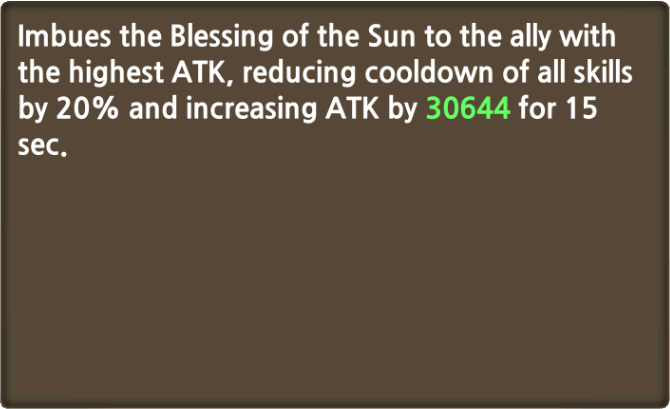 Imbues the Blessing of the Sun to the ally with
the highest ATK, reducing cooldown of all skills
by 20% and increasing ATK by 30644 for 15
sec.